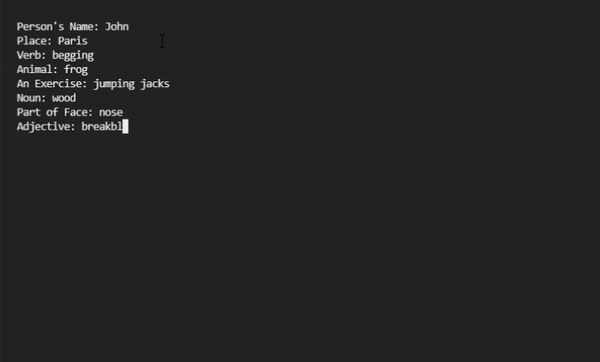 Person's Name: John
Place: Paris
Verb: begging
Animal: frog
An Exercise: jumping jacks
Noun: wood
Part of Face: nose
Adjective: breakbl